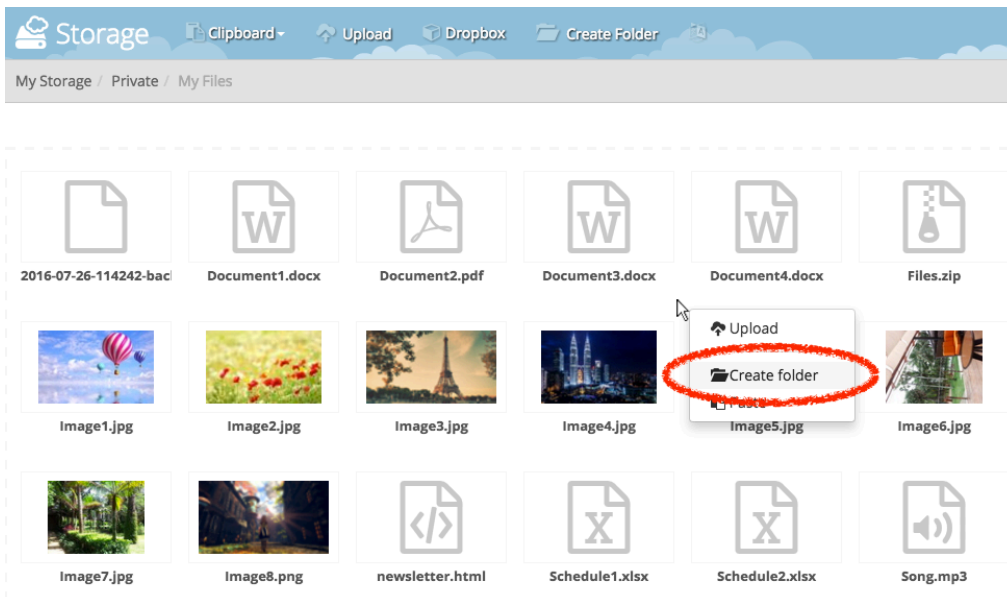 Storage Clipboard Upload Dropbox Create Folder
My Storage / Private / My Files
W W W
2016-07-26-114242-bac Document1.docx Document2.pdf Document3.docx Document4.docx Files.zip
Upload
Create folder
Paste
Image1.jpg Image2.jpg Image3.jpg Image4.jpg Image5.jpg Image6.jpg
</> X X
Image7.jpg Image8.png newsletter.html Schedule1.xlsx Schedule2.xlsx Song.mp3